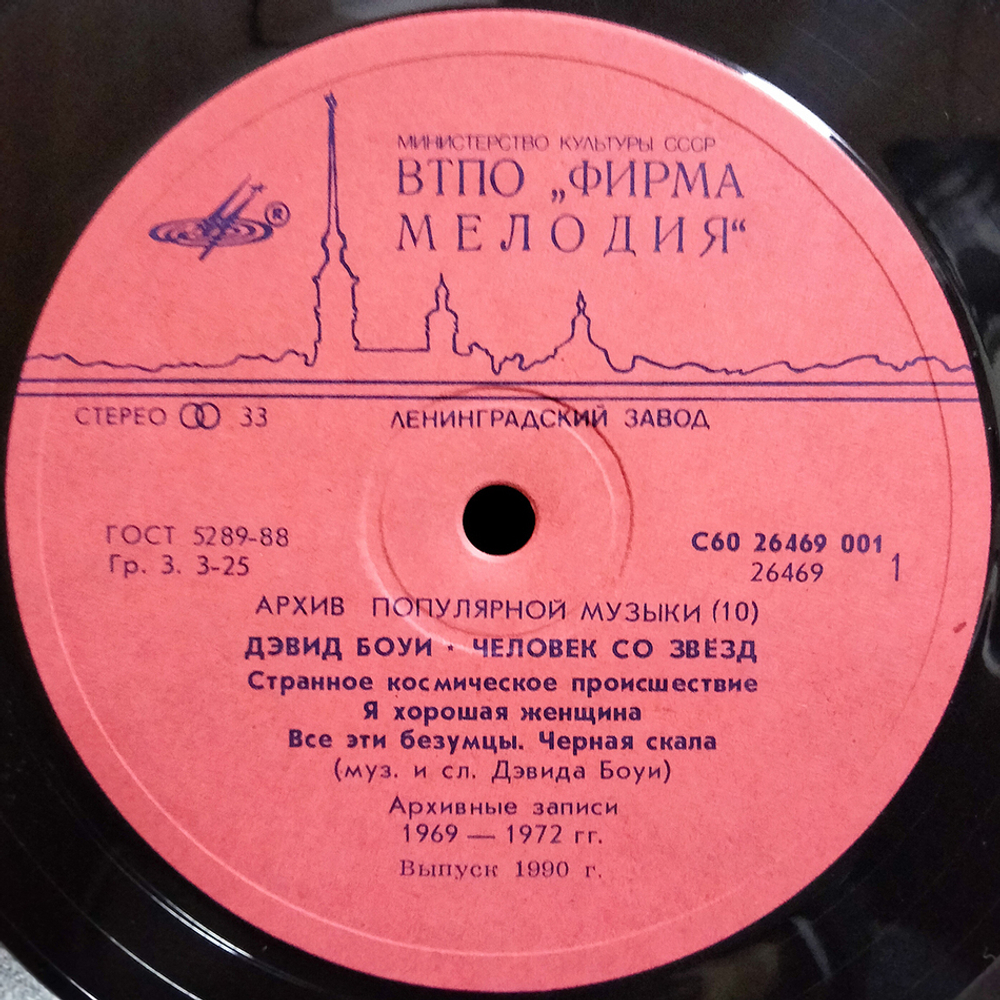 МИНИСТЕРСТВО КУЛЬТУРЫ СССР
ВТПО „ФИРМА
МЕЛОДИЯ“
®
СТЕРЕО 33
ЛЕНИНГРАДСКИЙ ЗАВОД
ГОСТ 5289-88
Гр. 3. 3-25
С60 26469 001
26469 1
АРХИВ ПОПУЛЯРНОЙ МУЗЫКИ (10)
ДЭВИД БОУИ · ЧЕЛОВЕК СО ЗВЁЗД
Странное космическое происшествие
Я хорошая женщина
Все эти безумцы. Черная скала
(муз. и сл. Дэвида Боуи)
Архивные записи
1969 — 1972 гг.
Выпуск 1990 г.